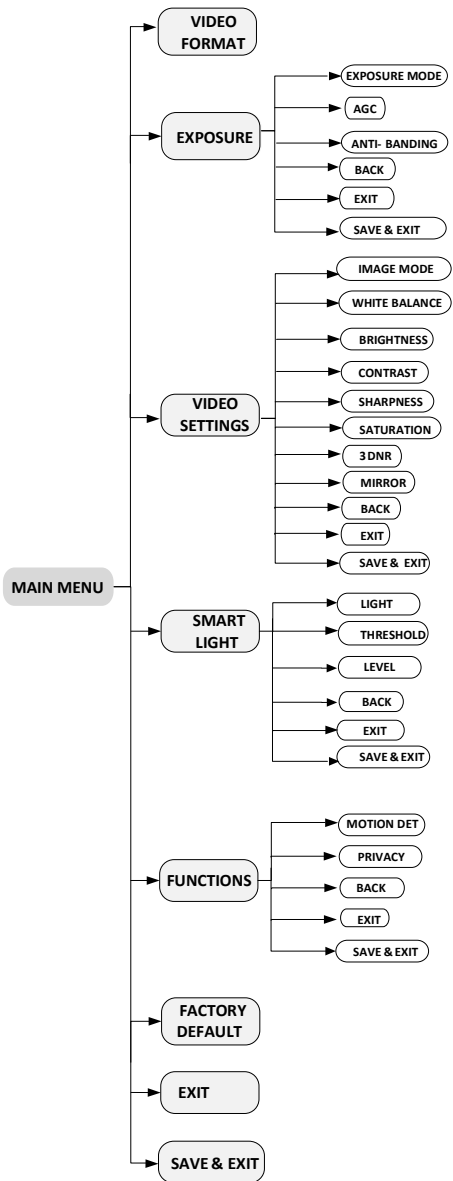 VIDEO
FORMAT
EXPOSURE
EXPOSURE MODE
AGC
ANTI- BANDING
BACK
EXIT
SAVE & EXIT
VIDEO
SETTINGS
IMAGE MODE
WHITE BALANCE
BRIGHTNESS
CONTRAST
SHARPNESS
SATURATION
3DNR
MIRROR
BACK
EXIT
SAVE & EXIT
MAIN MENU
SMART
LIGHT
LIGHT
THRESHOLD
LEVEL
BACK
EXIT
SAVE & EXIT
FUNCTIONS
MOTION DET
PRIVACY
BACK
EXIT
SAVE & EXIT
FACTORY
DEFAULT
EXIT
SAVE & EXIT